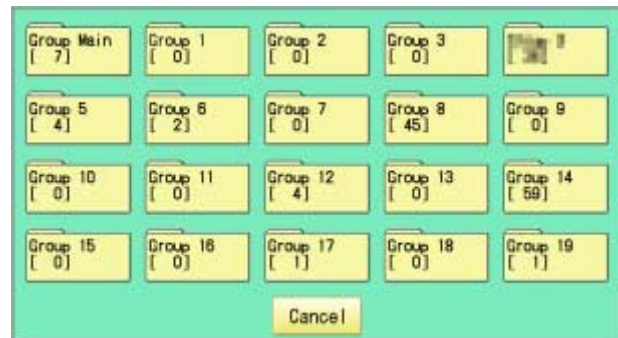 Group Main
[ 7]
Group 1
[ 0]
Group 2
[ 0]
Group 3
[ 0]
Group 5
[ 4]
Group 6
[ 2]
Group 7
[ 0]
Group 8
[ 45]
Group 9
[ 0]
Group 10
[ 0]
Group 11
[ 0]
Group 12
[ 4]
Group 13
[ 0]
Group 14
[ 59]
Group 15
[ 0]
Group 16
[ 0]
Group 17
[ 1]
Group 18
[ 0]
Group 19
[ 1]
Cancel